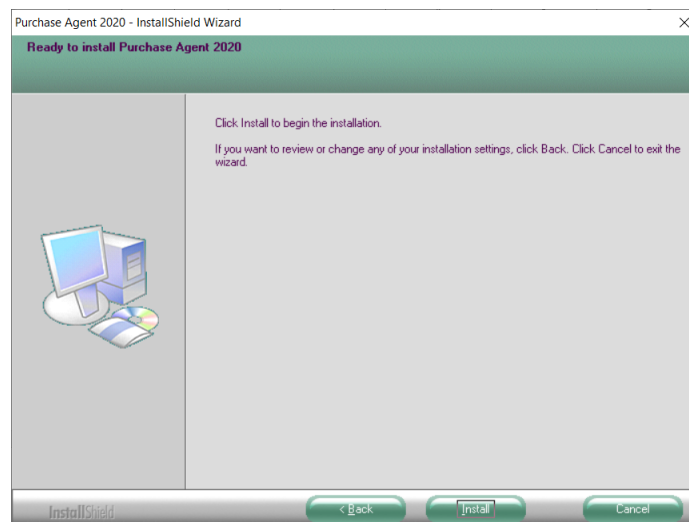 Purchase Agent 2020 - InstallShield Wizard
Ready to install Purchase Agent 2020
Click Install to begin the installation.
If you want to review or change any of your installation settings, click Back. Click Cancel to exit the
wizard.
InstallShield
< Back
Install
Cancel